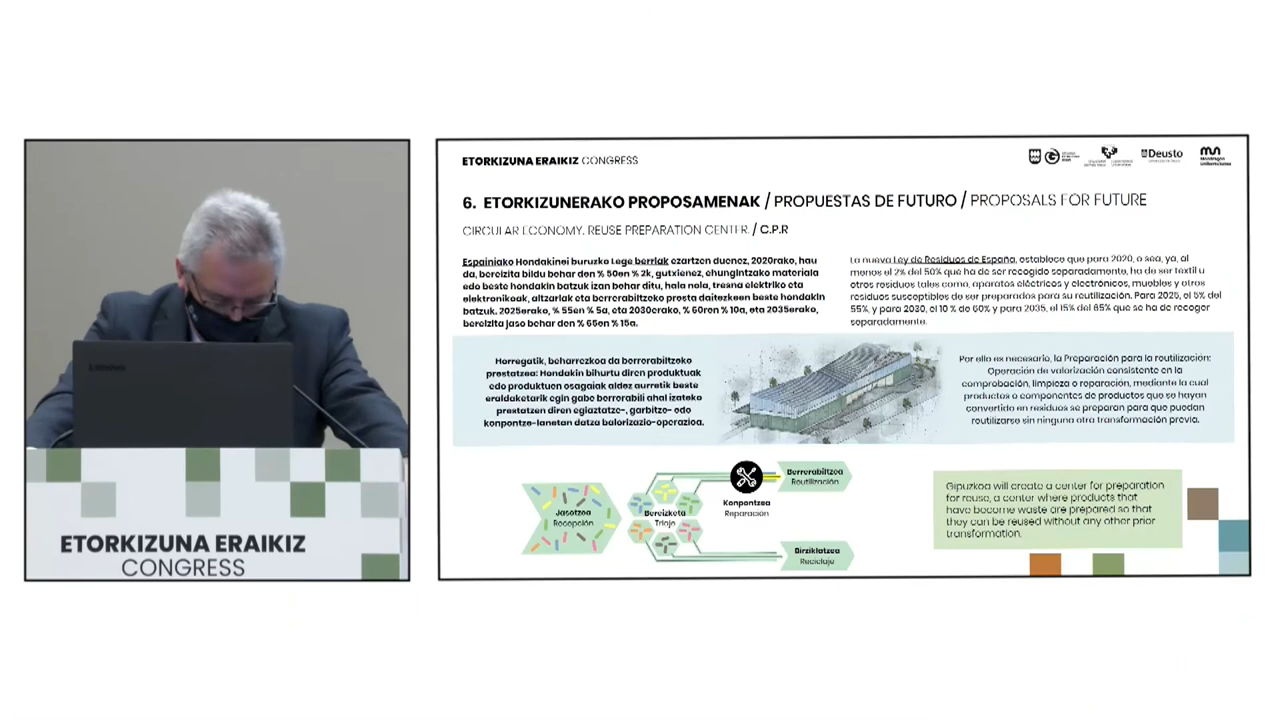 Lenovo
ETORKIZUNA ERAIKIZ
CONGRESS
ETORKIZUNA ERAIKIZ CONGRESS
Deusto
6. ETORKIZUNERAKO PROPOSAMENAK / PROPUESTAS DE FUTURO / PROPOSALS FOR FUTURE
CIRCULAR ECONOMY. REUSE PREPARATION CENTER. / C.P.R
Espainiako Hondakinei buruzko Lege berriak ezartzen duenez, 2020rako, hau
da, bereizita bildu behar den % 50en % 2k, gutxienez, ehungintzako materiala
edo beste hondakin batzuk izan behar ditu, hala nola, tresna elektriko eta
elektronikoak, altzariak eta berrerabiltzeko presta daitezkeen beste hondakin
batzuk. 2025erako, % 55en % 5a, eta 2030erako, % 60ren % 10a, eta 2035erako,
bereizita jaso behar den % 65en % 15a.
La nueva Ley de Residuos de España, establece que para 2020, o sea, ya, al
menos el 2% del 50% que ha de ser recogido separadamente, ha de ser textil u
otros residuos tales como, aparatos eléctricos y electrónicos, muebles y otros
residuos susceptibles de ser preparados para su reutilización. Para 2025, el 5% del
55%, y para 2030, el 10 % de 60% y para 2035, el 15% del 65% que se ha de recoger
separadamente.
Horregatik, beharrezkoa da berrerabiltzeko
prestatzea: Hondakin bihurtu diren produktuak
edo produktuen osagaiak aldez aurretik beste
eraldaketarik egin gabe berrerabili ahal izateko
prestatzen diren egiaztatze-, garbitze- edo
konpontze-lanetan datza balorizazio-operazioa.
Por ello es necesario, la Preparación para la reutilización:
Operación de valorización consistente en la
comprobación, limpieza o reparación, mediante la cual
productos o componentes de productos que se hayan
convertido en residuos se preparan para que puedan
reutilizarse sin ninguna otra transformación previa.
Jasotzea
Recepción
Bereizketa
Triaje
Konpontzea
Reparación
Berrerabiltzea
Reutilización
Birziklatzea
Reciclaje
Gipuzkoa will create a center for preparation
for reuse, a center where products that
have become waste are prepared so that
they can be reused without any other prior
transformation.